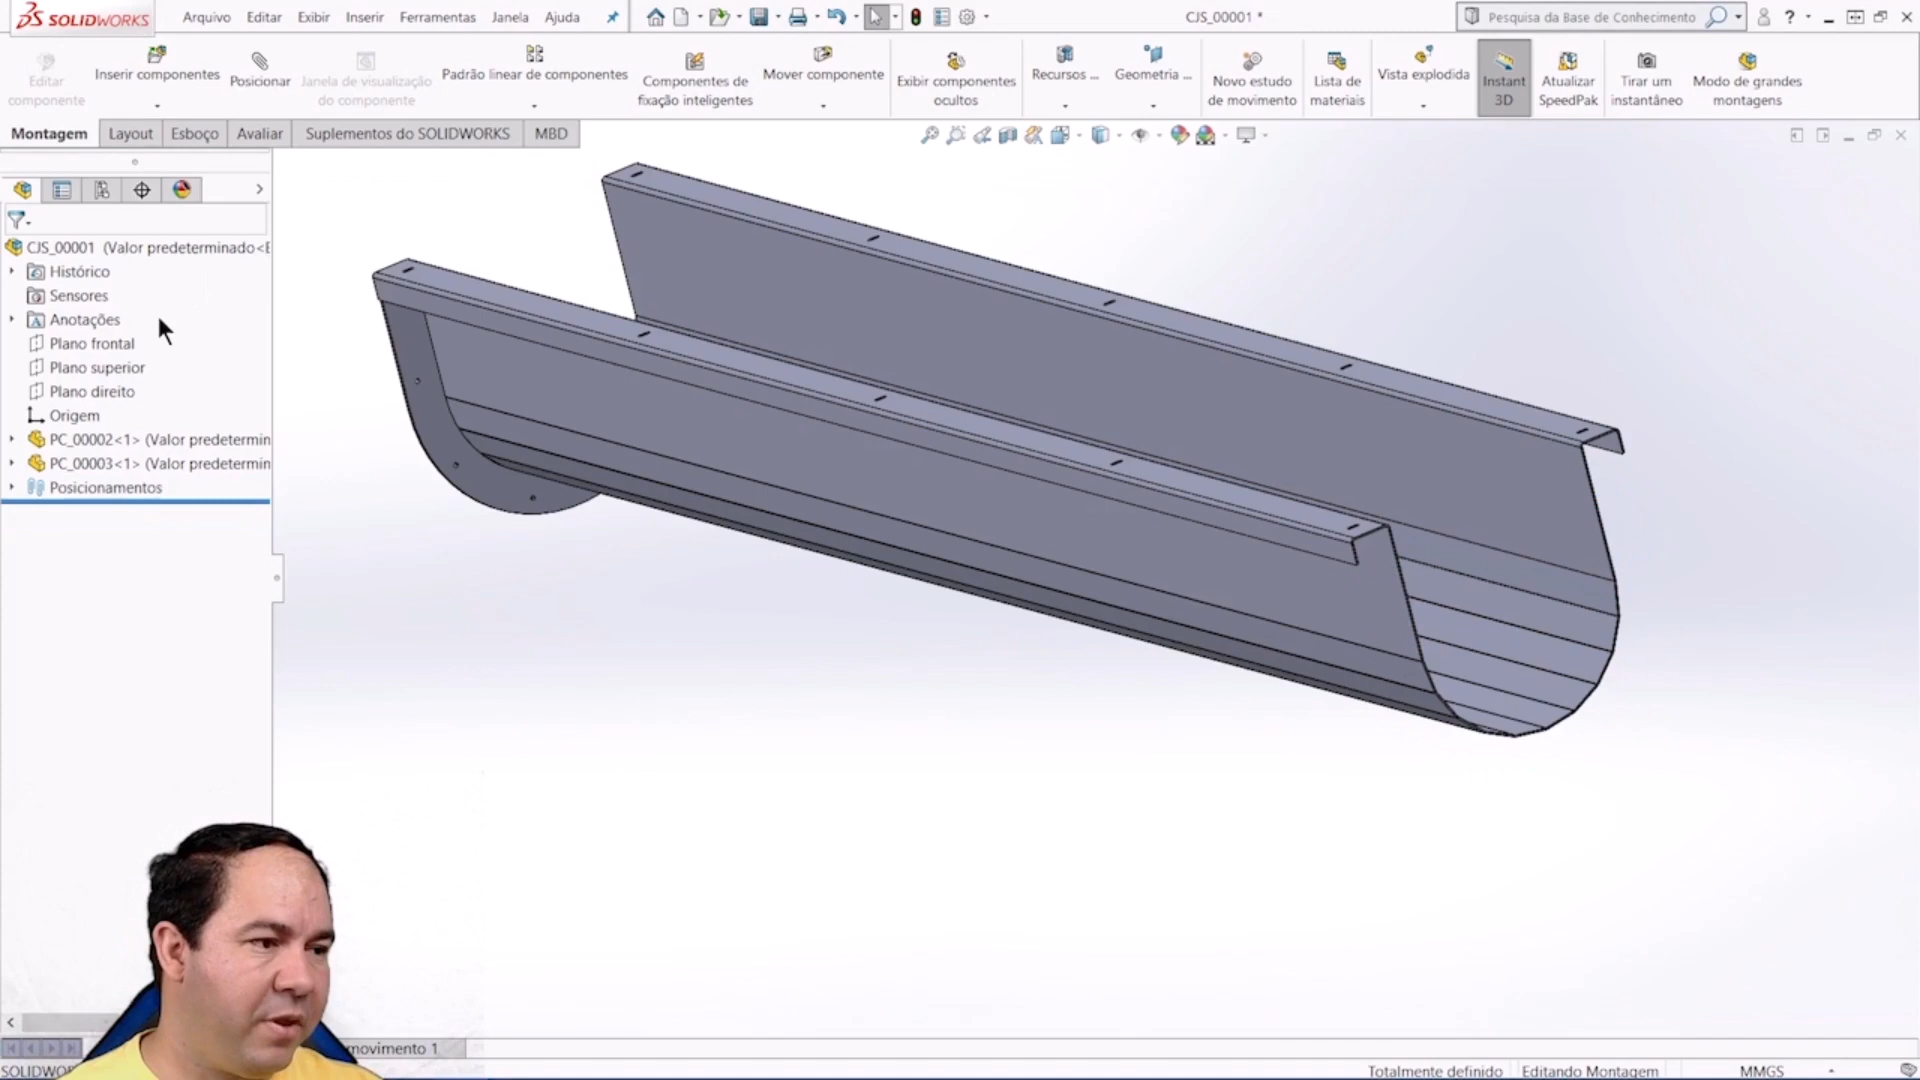 SOLIDWORKS Arquivo Editar Exibir Inserir Ferramentas Janela Ajuda CJS_00001 * Pesquisa da Base de Conhecimento ?
Editar componente
Inserir componentes
Posicionar
Janela de visualização do componente
Padrão linear de componentes
Componentes de fixação inteligentes
Mover componente
Exibir componentes ocultos
Recursos ...
Geometria ...
Novo estudo de movimento
Lista de materiais
Vista explodida
Instant 3D
Atualizar SpeedPak
Tirar um instantâneo
Modo de grandes montagens
Montagem Layout Esboço Avaliar Suplementos do SOLIDWORKS MBD
CJS_00001 (Valor predeterminado<E
Histórico
Sensores
Anotações
Plano frontal
Plano superior
Plano direito
Origem
PC_00002<1> (Valor predetermin
PC_00003<1> (Valor predetermin
Posicionamentos
movimento 1
SOLIDWO Totalmente definido Editando Montagem MMGS